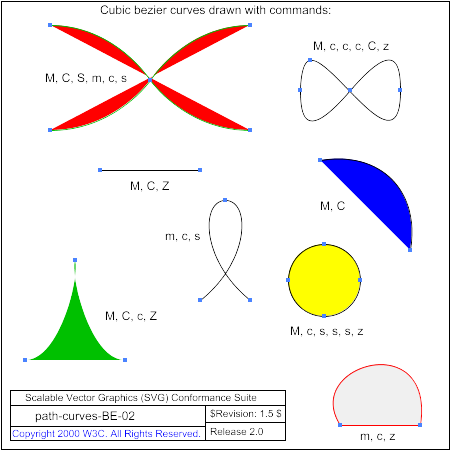 Cubic bezier curves drawn with commands:
M, c, c, c, C, z
M, C, S, m, c, s
M, C, Z
M, C
m, c, s
M, C, c, Z
M, c, s, s, s, z
Scalable Vector Graphics (SVG) Conformance Suite
path-curves-BE-02
$Revision: 1.5 $
Copyright 2000 W3C. All Rights Reserved.
Release 2.0
m, c, z